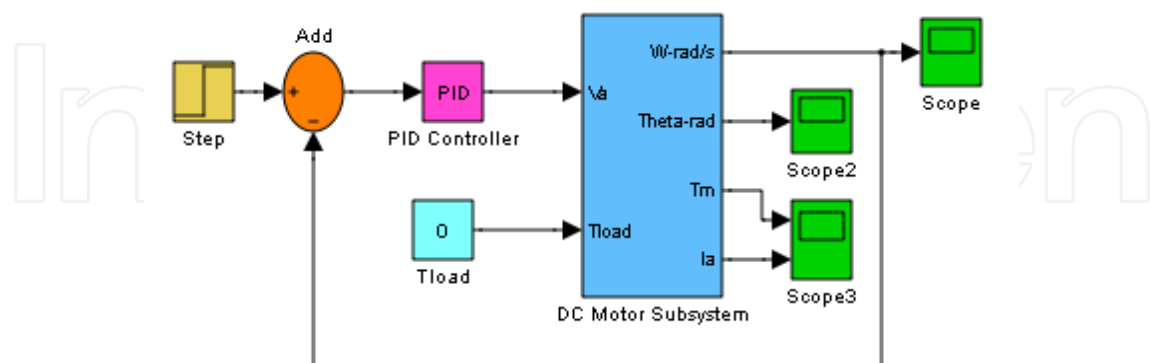 Add
Step
+
−
PID
PID Controller
Va
Tload
W-rad/s
Theta-rad
Tm
Ia
DC Motor Subsystem
0
Tload
Scope
Scope2
Scope3